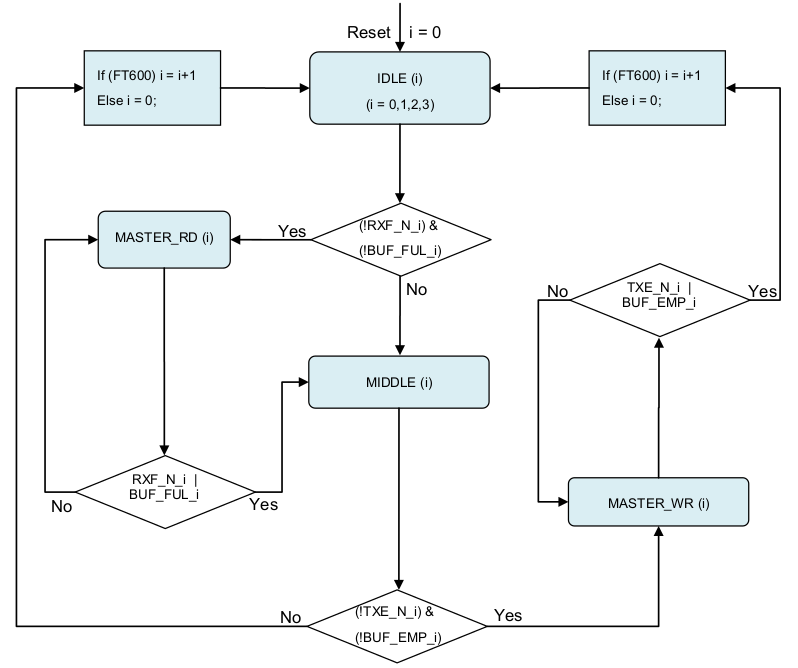 Reset i = 0
If (FT600) i = i+1
Else i = 0;
IDLE (i)
(i = 0,1,2,3)
If (FT600) i = i+1
Else i = 0;
MASTER_RD (i)
Yes
(!RXF_N_i) &
(!BUF_FUL_i)
No
No
TXE_N_i |
BUF_EMP_i
Yes
MIDDLE (i)
RXF_N_i |
BUF_FUL_i
No
Yes
MASTER_WR (i)
No
(!TXE_N_i) &
(!BUF_EMP_i)
Yes